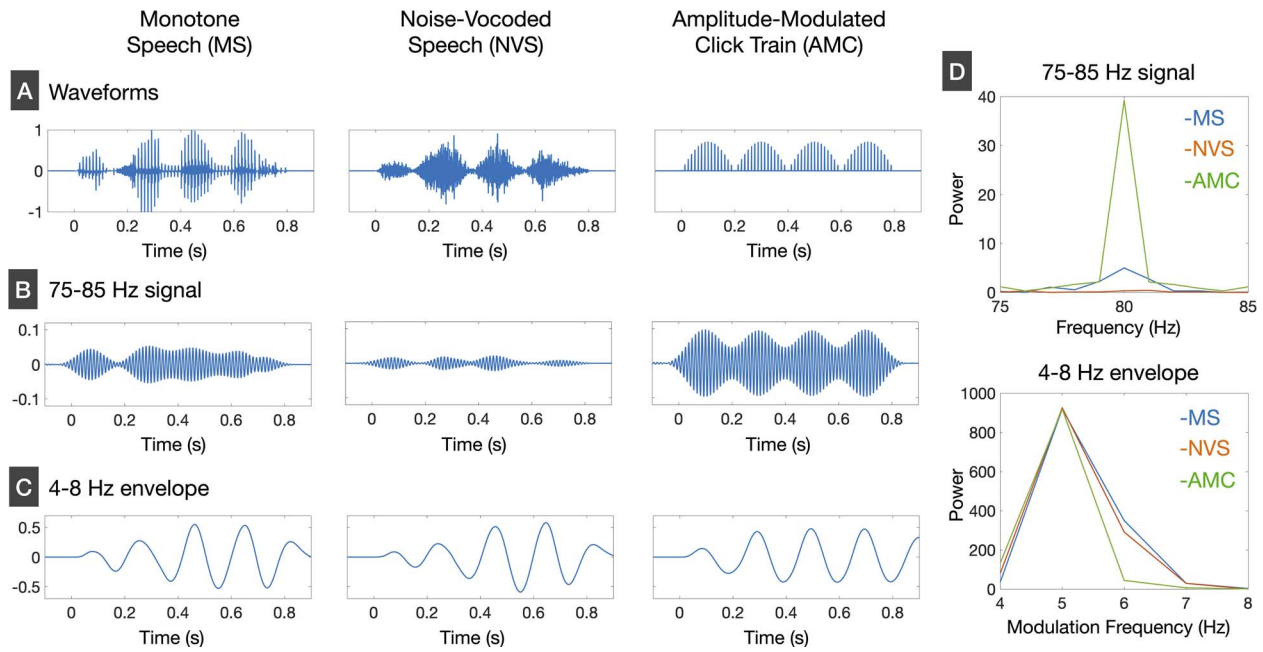 Monotone
Speech (MS)
Noise-Vocoded
Speech (NVS)
Amplitude-Modulated
Click Train (AMC)
A Waveforms
1
0
-1
0 0.2 0.4 0.6 0.8
Time (s)
0 0.2 0.4 0.6 0.8
Time (s)
0 0.2 0.4 0.6 0.8
Time (s)
B 75-85 Hz signal
0.1
0
-0.1
0 0.2 0.4 0.6 0.8
Time (s)
0 0.2 0.4 0.6 0.8
Time (s)
0 0.2 0.4 0.6 0.8
Time (s)
C 4-8 Hz envelope
0.5
0
-0.5
0 0.2 0.4 0.6 0.8
Time (s)
0 0.2 0.4 0.6 0.8
Time (s)
0 0.2 0.4 0.6 0.8
Time (s)
D 75-85 Hz signal
40
30
20
10
0
Power
-MS
-NVS
-AMC
75 80 85
Frequency (Hz)
4-8 Hz envelope
1000
800
600
400
200
0
Power
-MS
-NVS
-AMC
4 5 6 7 8
Modulation Frequency (Hz)